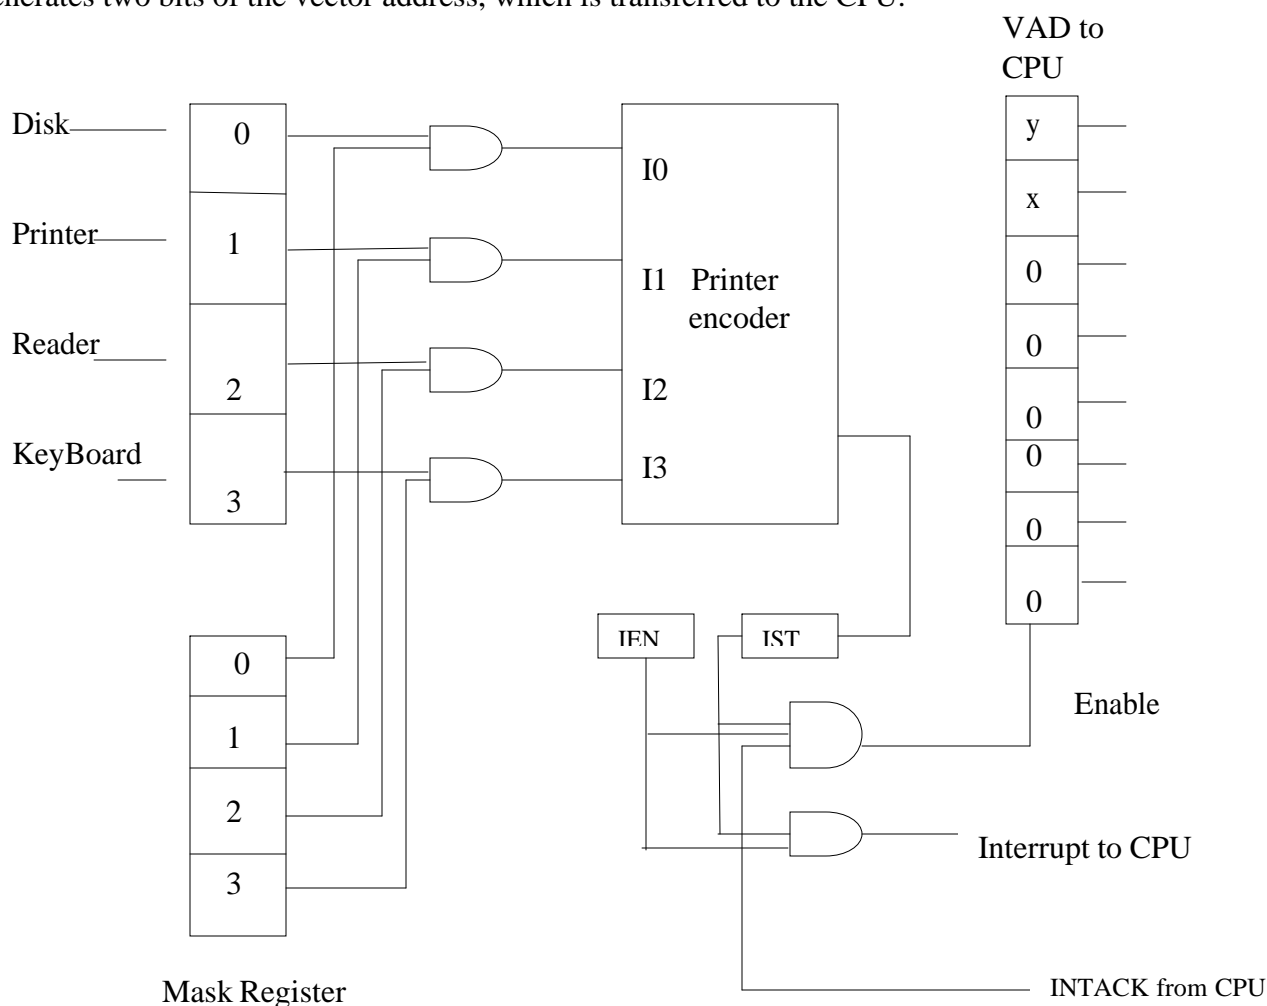 enerates two bits of the vector address, which is transferred to the CPU.
VAD to
CPU
Disk
0
I0
y
x
Printer
1
I1 Printer
encoder
0
0
Reader
2
I2
0
KeyBoard
3
I3
0
0
0
IEN
IST
0
1
2
3
Enable
Interrupt to CPU
Mask Register
INTACK from CPU